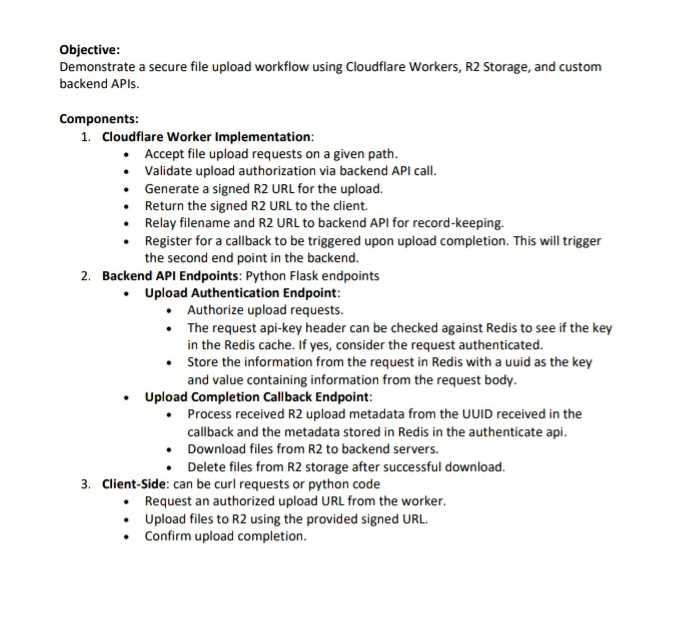 Objective:
Demonstrate a secure file upload workflow using Cloudflare Workers, R2 Storage, and custom
backend APIs.
Components:
1. Cloudflare Worker Implementation:
• Accept file upload requests on a given path.
• Validate upload authorization via backend API call.
• Generate a signed R2 URL for the upload.
• Return the signed R2 URL to the client.
• Relay filename and R2 URL to backend API for record-keeping.
• Register for a callback to be triggered upon upload completion. This will trigger
the second end point in the backend.
2. Backend API Endpoints: Python Flask endpoints
• Upload Authentication Endpoint:
• Authorize upload requests.
• The request api-key header can be checked against Redis to see if the key
in the Redis cache. If yes, consider the request authenticated.
• Store the information from the request in Redis with a uuid as the key
and value containing information from the request body.
• Upload Completion Callback Endpoint:
• Process received R2 upload metadata from the UUID received in the
callback and the metadata stored in Redis in the authenticate api.
• Download files from R2 to backend servers.
• Delete files from R2 storage after successful download.
3. Client-Side: can be curl requests or python code
• Request an authorized upload URL from the worker.
• Upload files to R2 using the provided signed URL.
• Confirm upload completion.